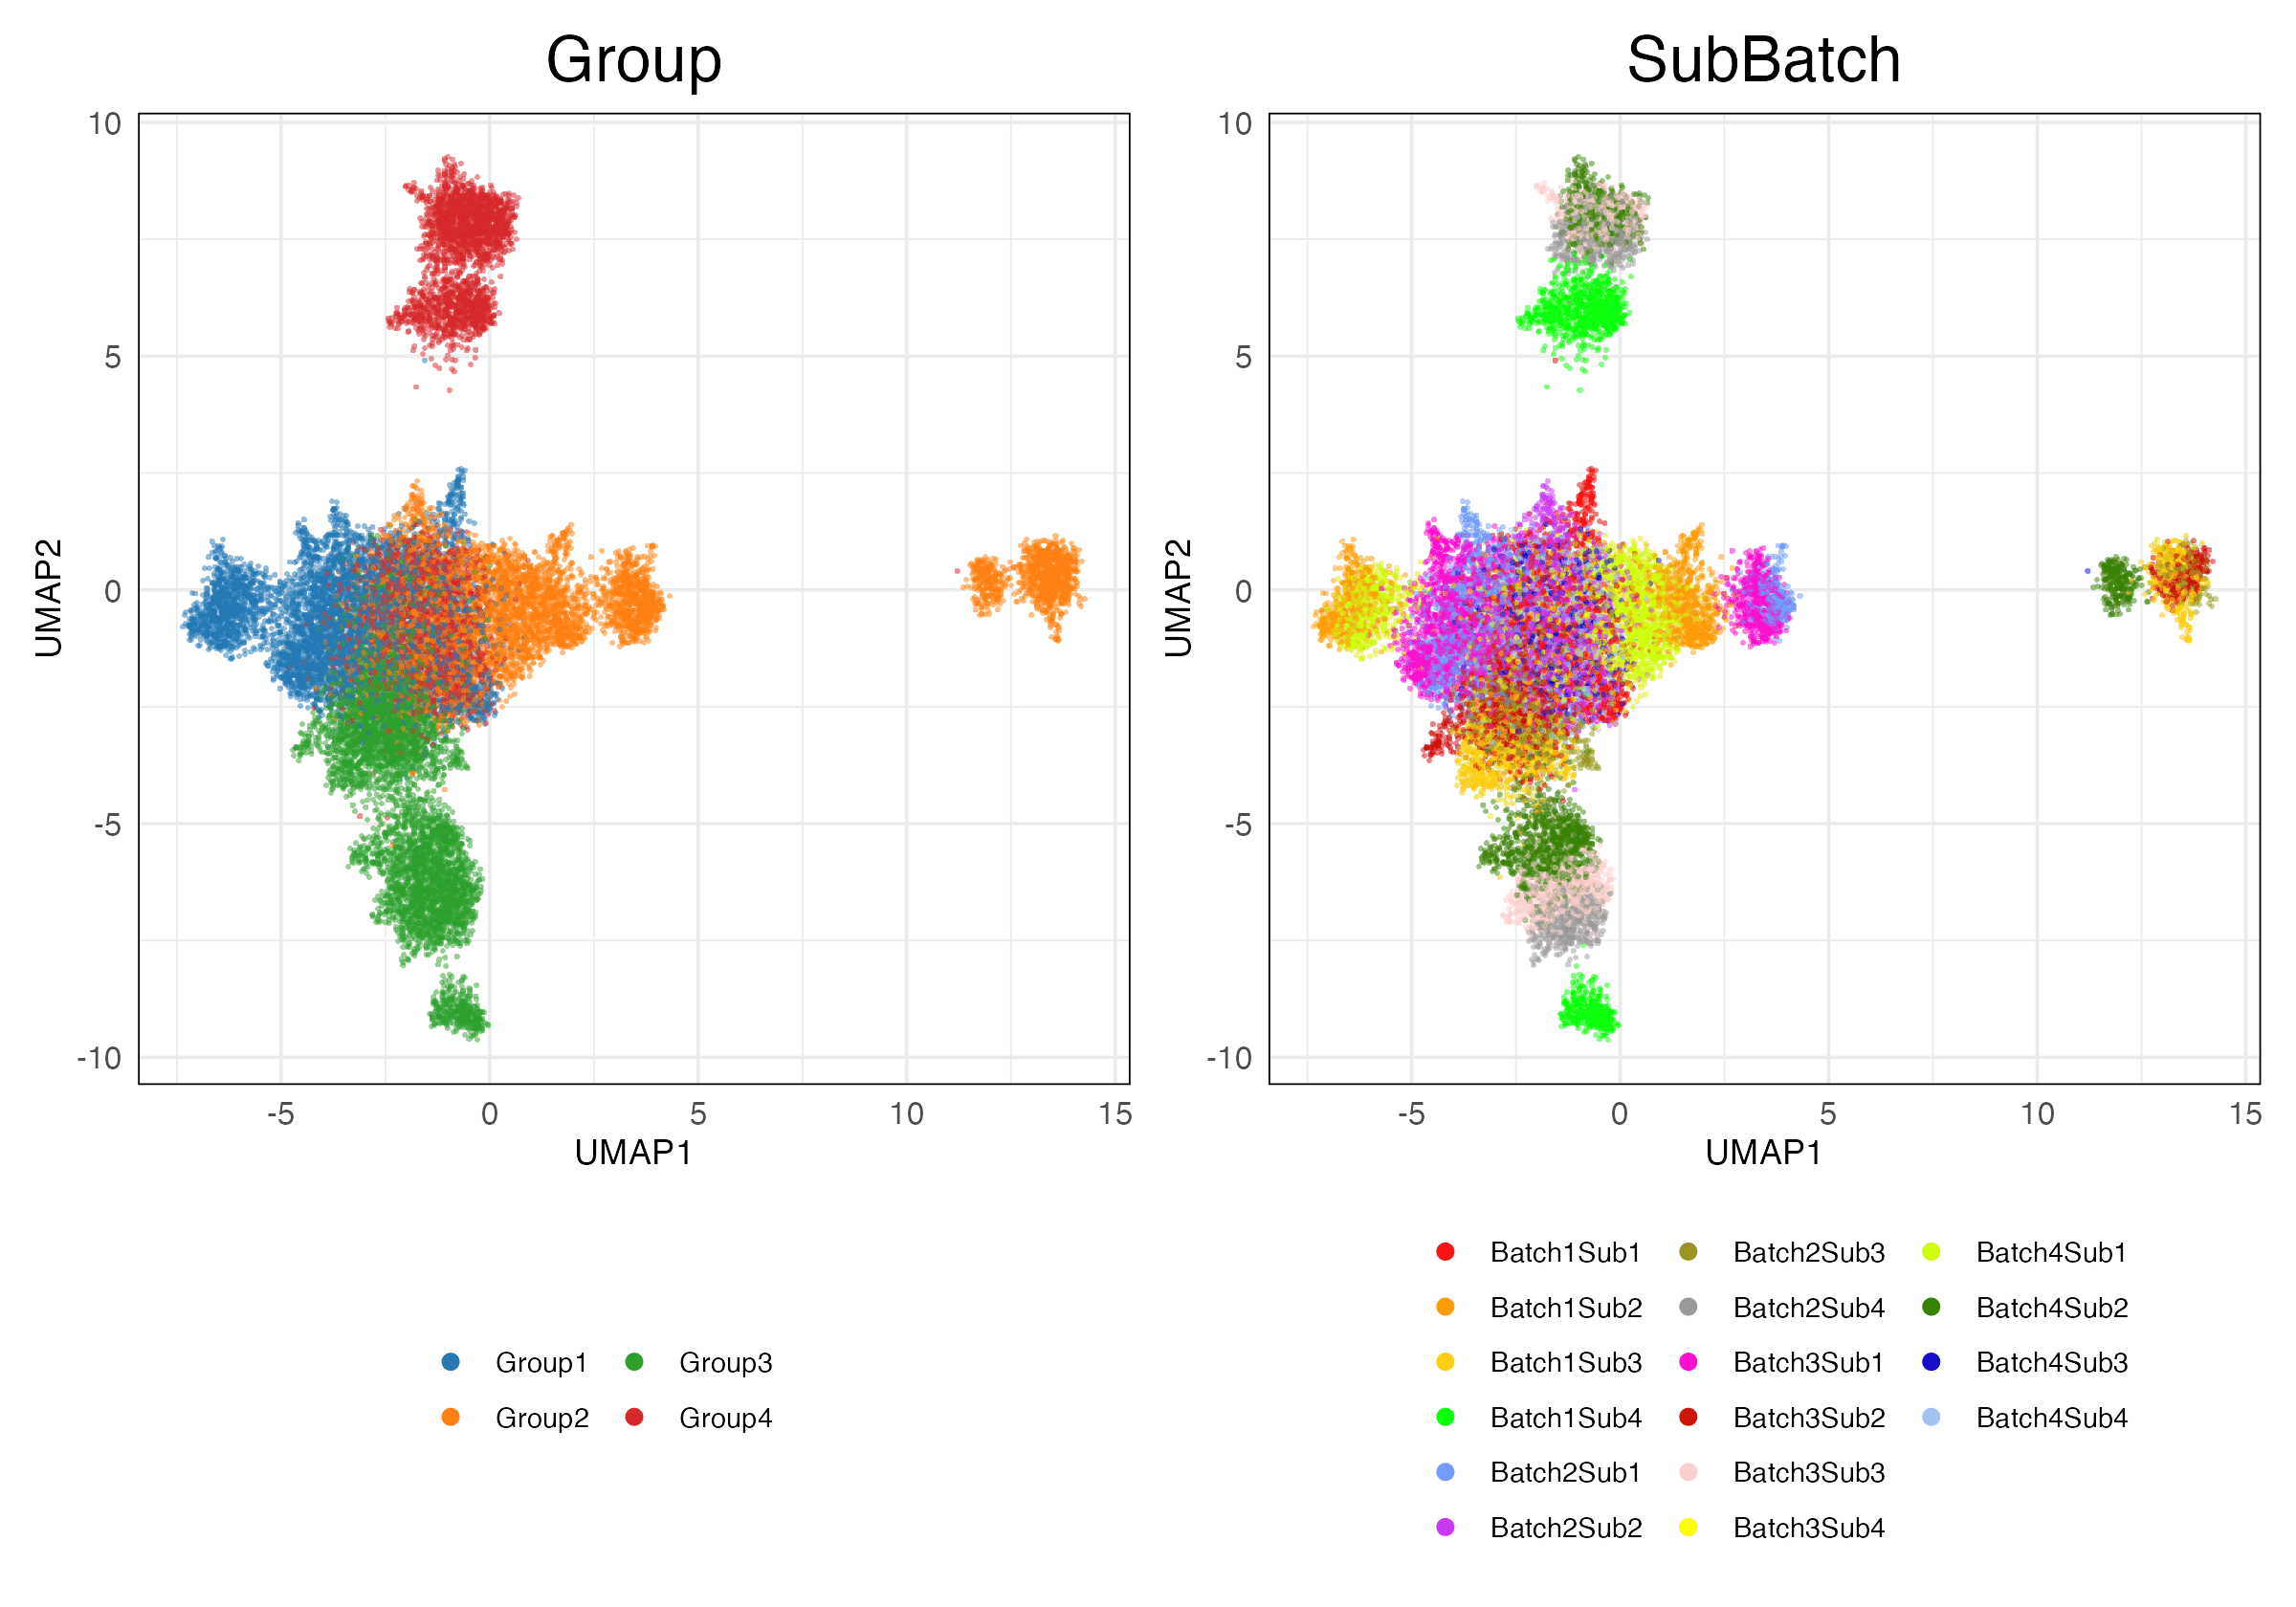 Group
SubBatch
10
5
0
-5
-10
UMAP2
-5
0
5
10
15
UMAP1
10
5
0
-5
-10
UMAP2
-5
0
5
10
15
UMAP1
Group1
Group3
Group2
Group4
Batch1Sub1
Batch2Sub3
Batch4Sub1
Batch1Sub2
Batch2Sub4
Batch4Sub2
Batch1Sub3
Batch3Sub1
Batch4Sub3
Batch1Sub4
Batch3Sub2
Batch4Sub4
Batch2Sub1
Batch3Sub3
Batch2Sub2
Batch3Sub4